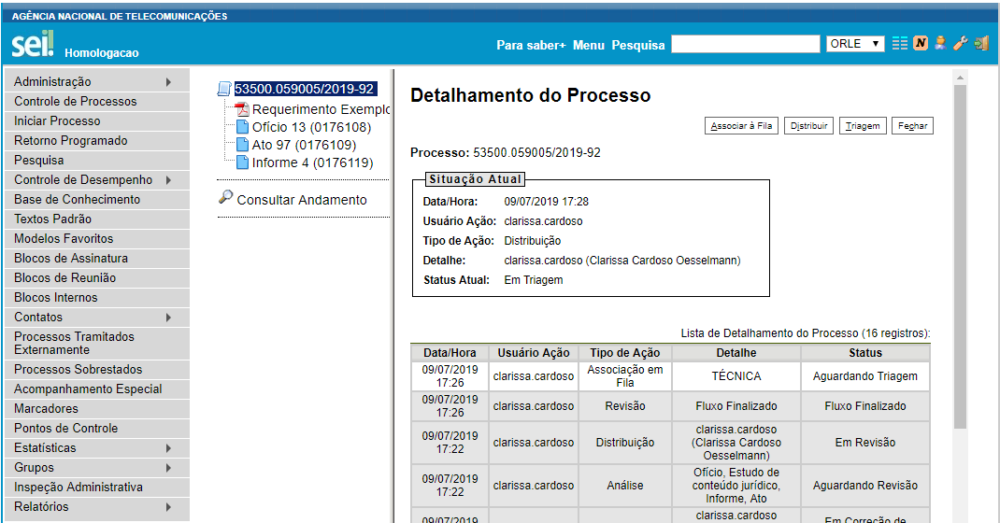 AGÊNCIA NACIONAL DE TELECOMUNICAÇÕES
sei!
Homologacao
Para saber+ Menu Pesquisa
ORLE
N
Administração
Controle de Processos
Iniciar Processo
Retorno Programado
Pesquisa
Controle de Desempenho
Base de Conhecimento
Textos Padrão
Modelos Favoritos
Blocos de Assinatura
Blocos de Reunião
Blocos Internos
Contatos
Processos Tramitados
Externamente
Processos Sobrestados
Acompanhamento Especial
Marcadores
Pontos de Controle
Estatísticas
Grupos
Inspeção Administrativa
Relatórios
53500.059005/2019-92
Requerimento Exemplo
Ofício 13 (0176108)
Ato 97 (0176109)
Informe 4 (0176119)
Consultar Andamento
Detalhamento do Processo
Associar à Fila
Distribuir
Triagem
Fechar
Processo: 53500.059005/2019-92
Situação Atual
Data/Hora: 09/07/2019 17:28
Usuário Ação: clarissa.cardoso
Tipo de Ação: Distribuição
Detalhe: clarissa.cardoso (Clarissa Cardoso Oesselmann)
Status Atual: Em Triagem
Lista de Detalhamento do Processo (16 registros):
Data/Hora Usuário Ação Tipo de Ação Detalhe Status
09/07/2019
17:26
clarissa.cardoso
Associação em
Fila
TÉCNICA
Aguardando Triagem
09/07/2019
17:26
clarissa.cardoso
Revisão
Fluxo Finalizado
Fluxo Finalizado
09/07/2019
17:22
clarissa.cardoso
Distribuição
clarissa.cardoso
(Clarissa Cardoso
Oesselmann)
Em Revisão
09/07/2019
17:22
clarissa.cardoso
Análise
Ofício, Estudo de
conteúdo jurídico,
Informe, Ato
Aguardando Revisão
09/07/2019
clarissa.cardoso
Em Correção de